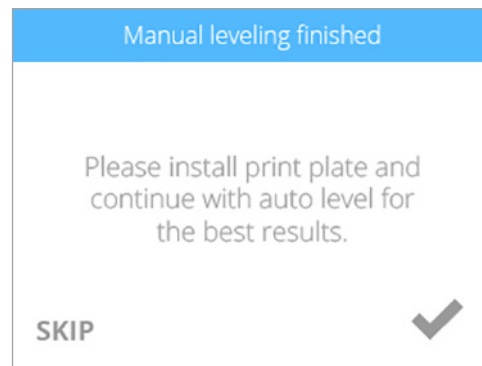 Manual leveling finished
Please install print plate and
continue with auto level for
the best results.
SKIP